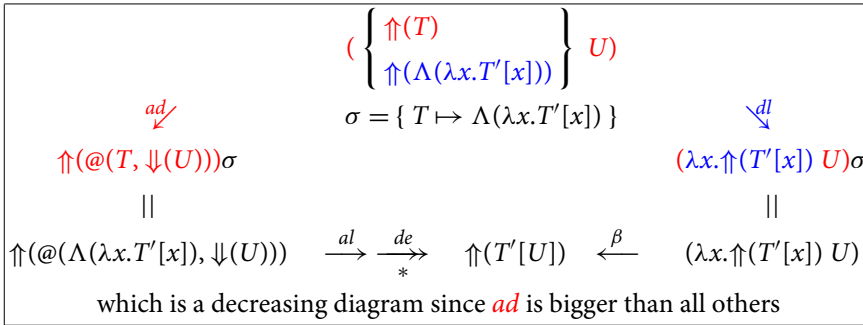 ( { ⇑(T) ⇑(Λ(λx.T′[x])) } U)
ad σ = { T ↦ Λ(λx.T′[x]) } dl
⇑(@(T, ⇓(U)))σ (λx.⇑(T′[x]) U)σ
|| ||
⇑(@(Λ(λx.T′[x]), ⇓(U))) —al→ —de↠* ⇑(T′[U]) ←β— (λx.⇑(T′[x]) U)
which is a decreasing diagram since ad is bigger than all others